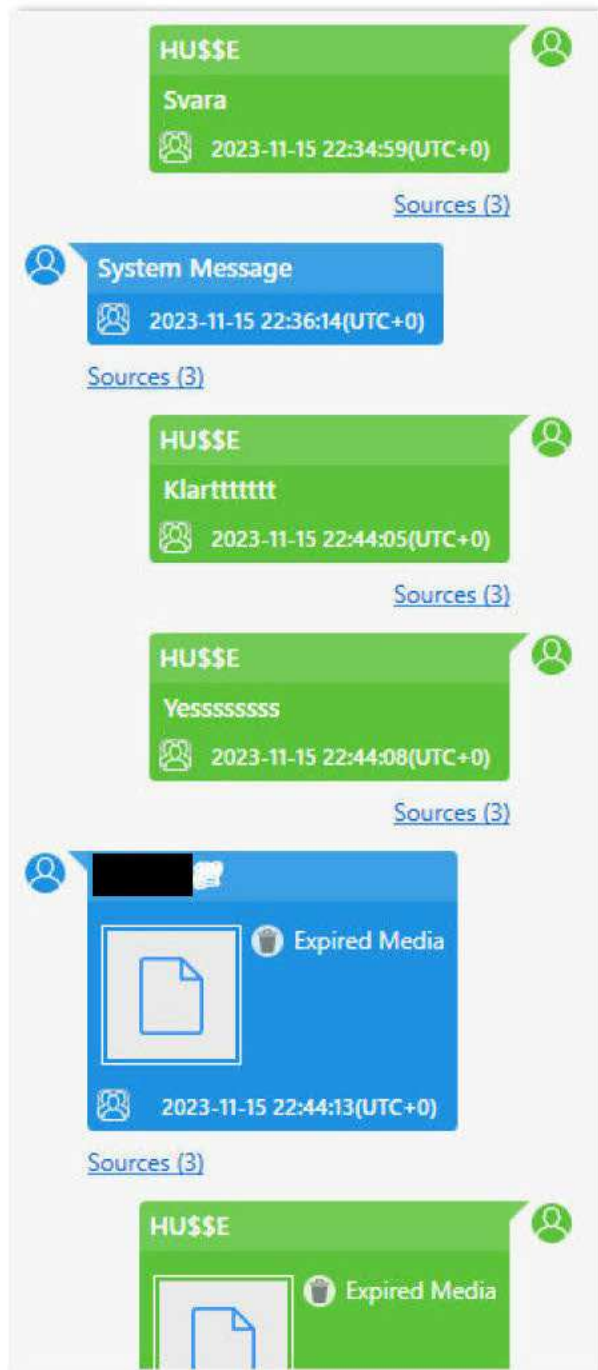 HU$$E
Svara
2023-11-15 22:34:59(UTC+0)
Sources (3)
System Message
2023-11-15 22:36:14(UTC+0)
Sources (3)
HU$$E
Klarttttttt
2023-11-15 22:44:05(UTC+0)
Sources (3)
HU$$E
Yesssssssss
2023-11-15 22:44:08(UTC+0)
Sources (3)
Expired Media
2023-11-15 22:44:13(UTC+0)
Sources (3)
HU$$E
Expired Media